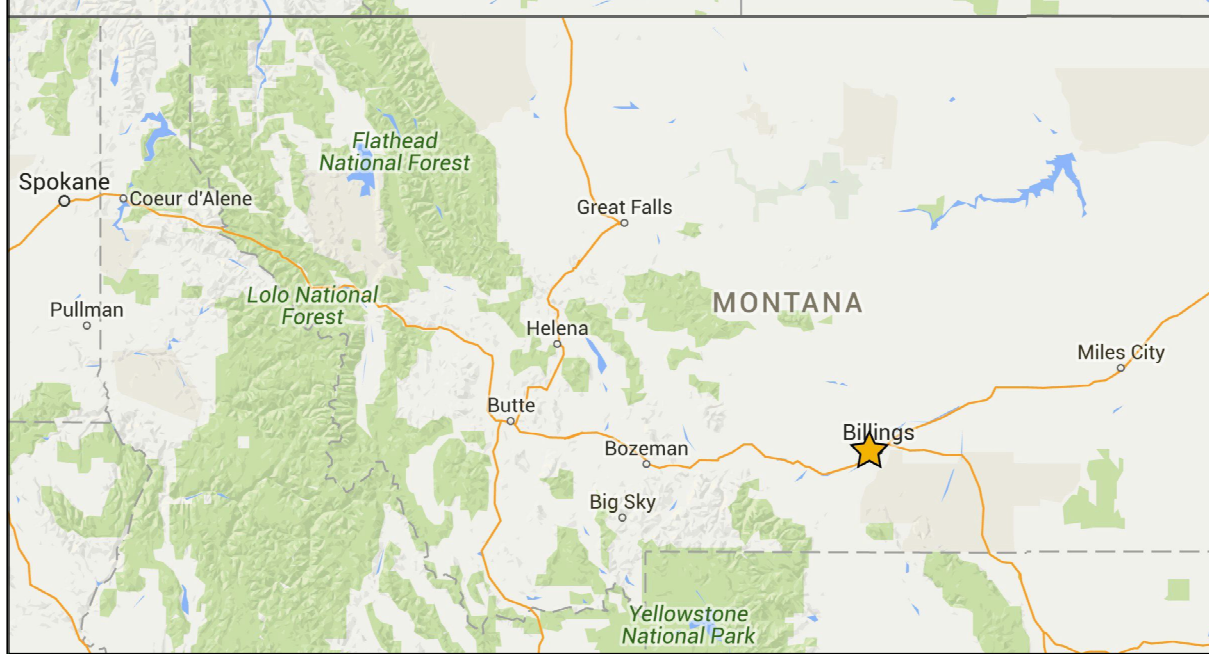 Flathead
National Forest
Spokane
Coeur d'Alene
Great Falls
Lolo National
Forest
MONTANA
Pullman
Helena
Miles City
Butte
Billings
Bozeman
Big Sky
Yellowstone
National Park